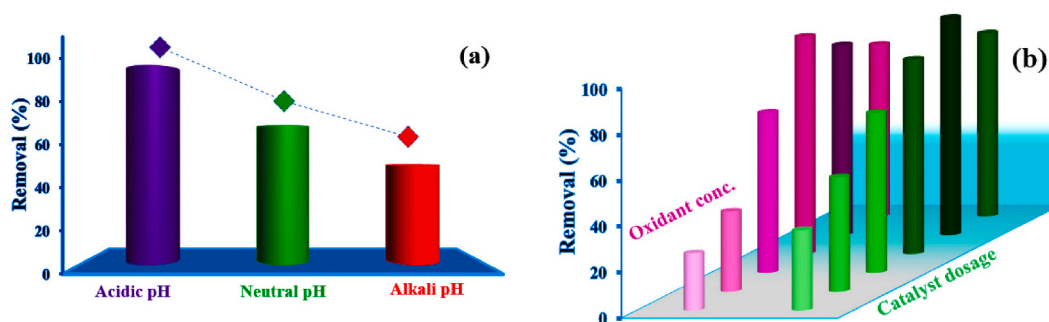 (a)
Removal (%)
100
80
60
40
20
0
Acidic pH
Neutral pH
Alkali pH
(b)
Removal (%)
100
80
60
40
20
0
Oxidant conc.
Catalyst dosage